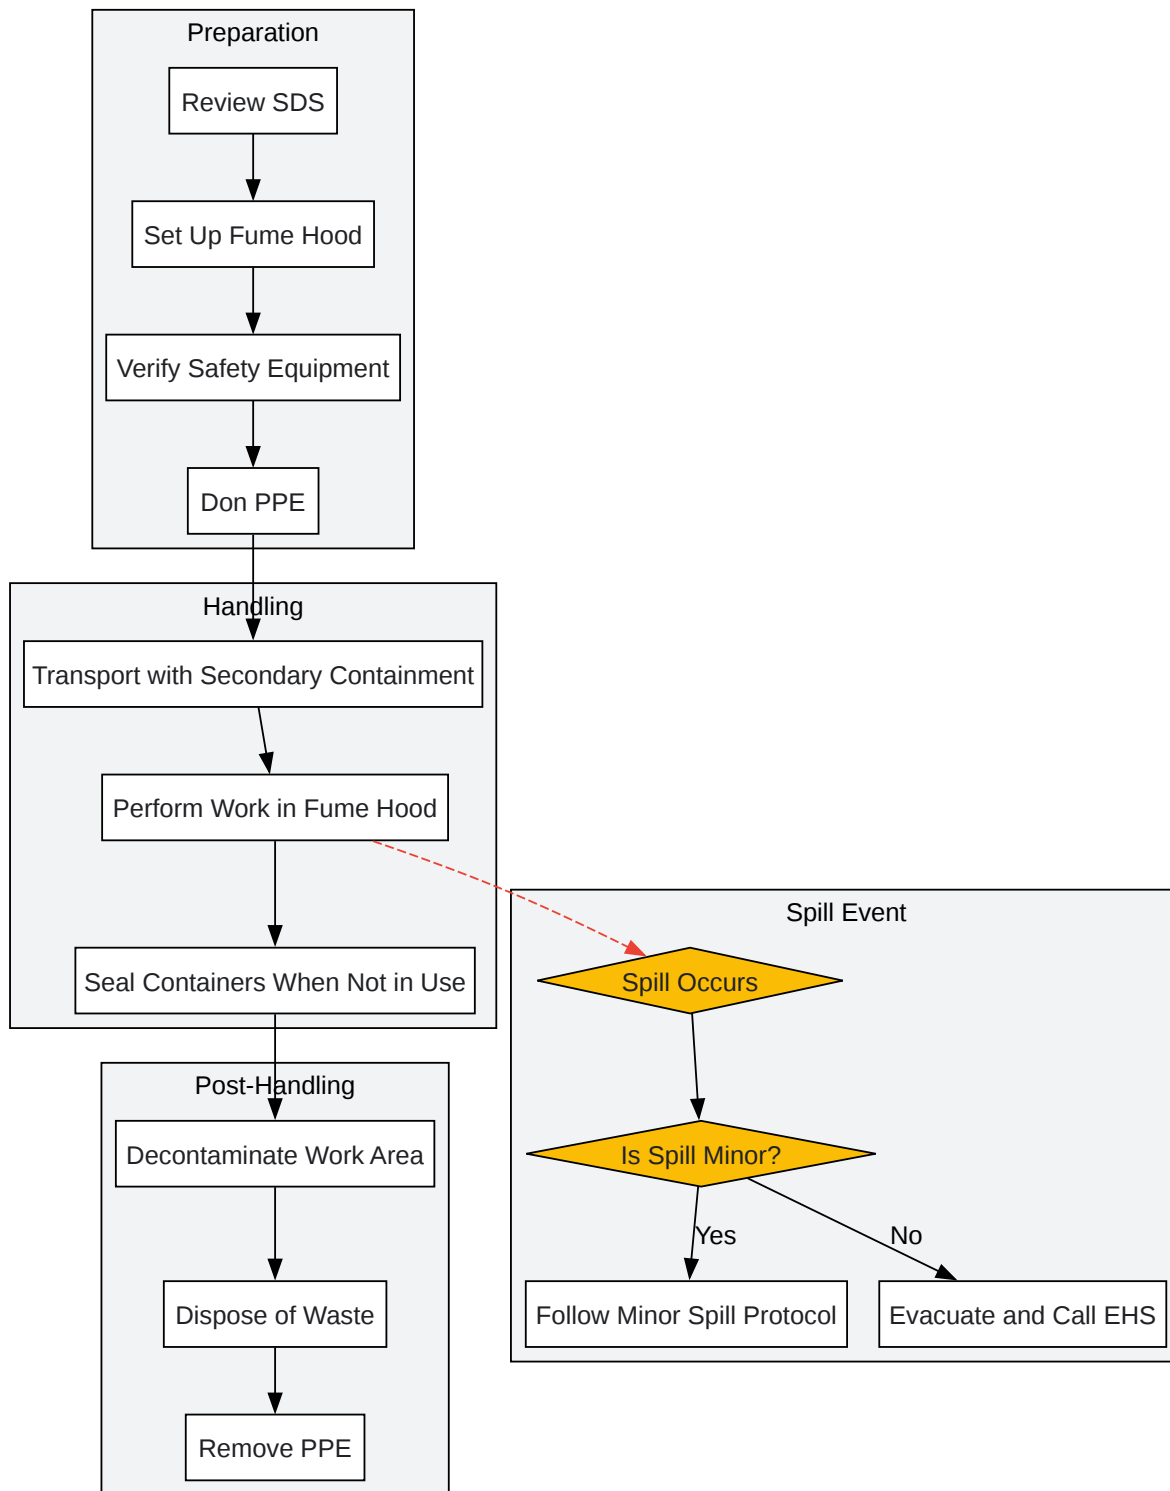 Preparation
Review SDS
Set Up Fume Hood
Verify Safety Equipment
Don PPE
Handling
Transport with Secondary Containment
Perform Work in Fume Hood
Seal Containers When Not in Use
Spill Event
Spill Occurs
Is Spill Minor?
Yes
No
Follow Minor Spill Protocol
Evacuate and Call EHS
Post-Handling
Decontaminate Work Area
Dispose of Waste
Remove PPE